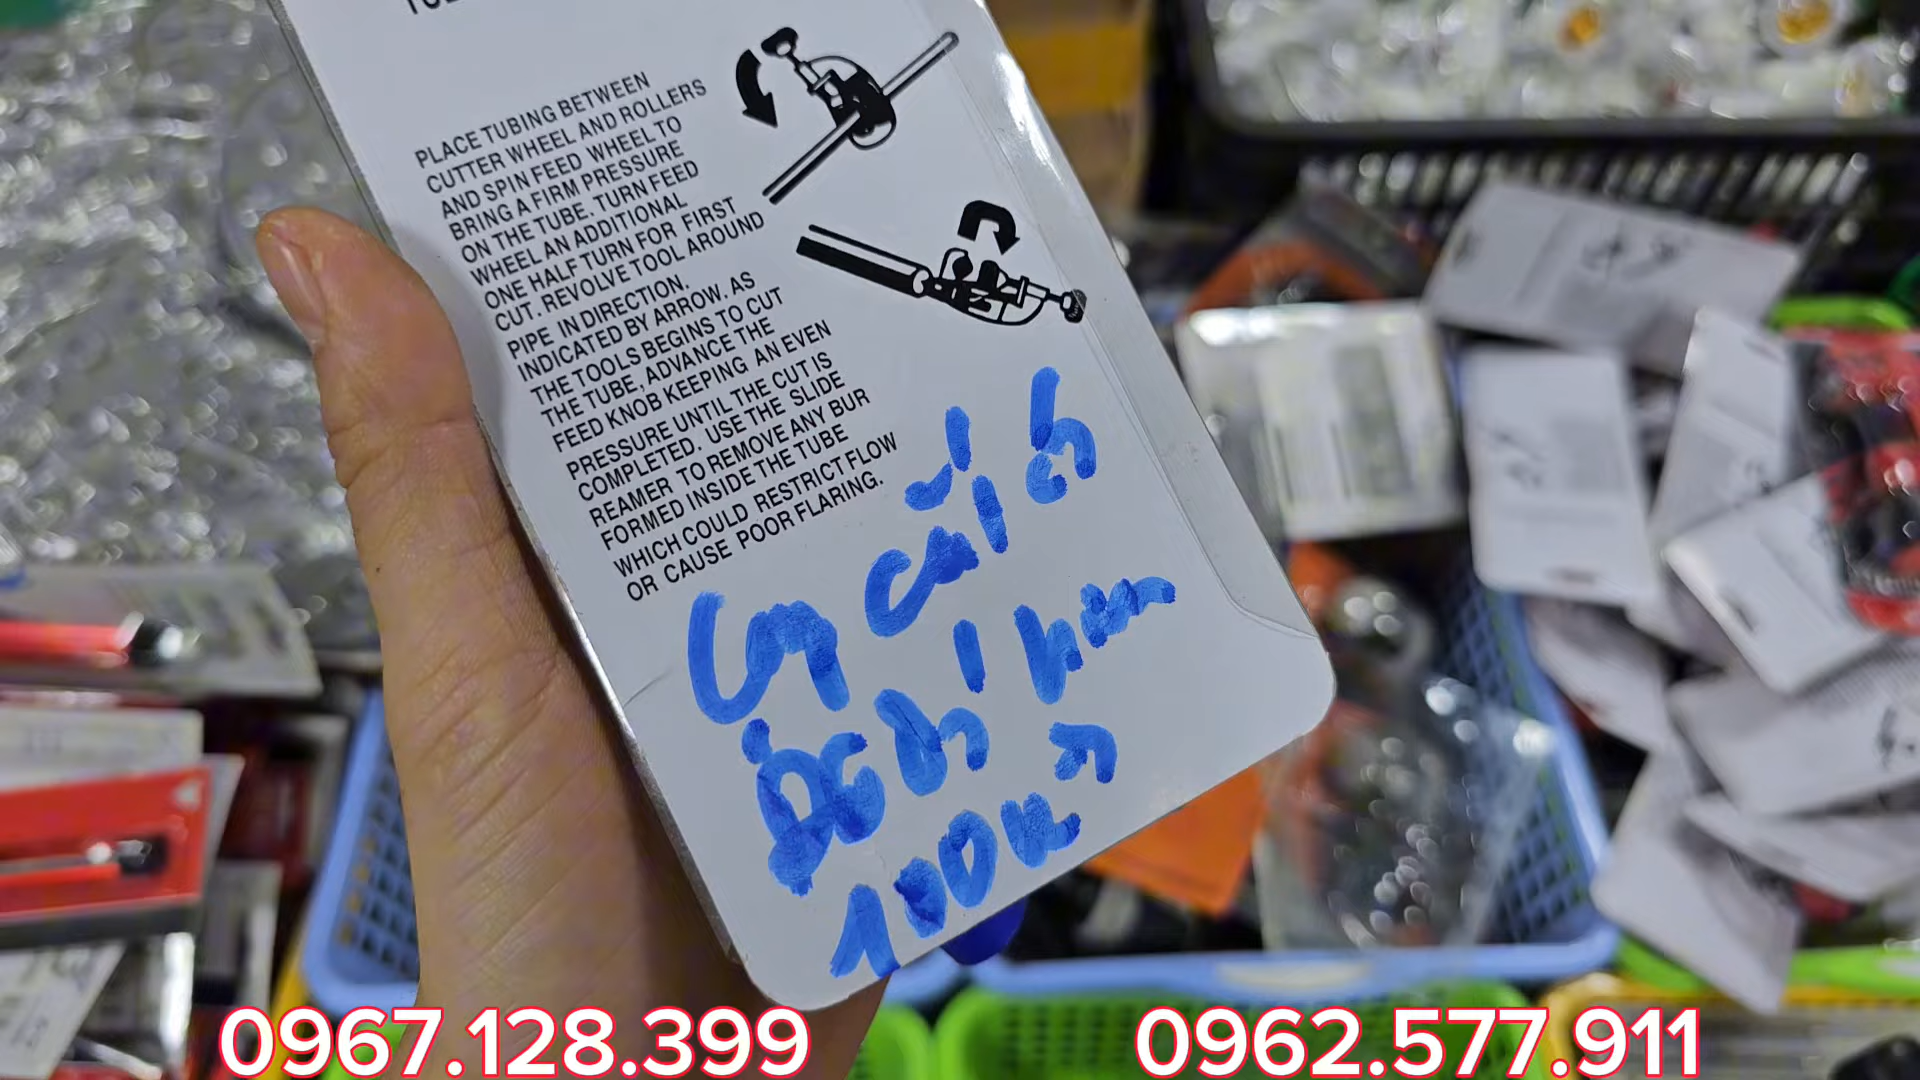 PLACE TUBING BETWEEN
CUTTER WHEEL AND ROLLERS
AND SPIN FEED WHEEL TO
BRING A FIRM PRESSURE
ON THE TUBE. TURN FEED
WHEEL AN ADDITIONAL
ONE HALF TURN FOR FIRST
CUT. REVOLVE TOOL AROUND
PIPE IN DIRECTION.
INDICATED BY ARROW. AS
THE TOOLS BEGINS TO CUT
THE TUBE, ADVANCE THE
FEED KNOB KEEPING AN EVEN
PRESSURE UNTIL THE CUT IS
COMPLETED. USE THE SLIDE
REAMER TO REMOVE ANY BUR
FORMED INSIDE THE TUBE
WHICH COULD RESTRICT FLOW
OR CAUSE POOR FLARING.
100K
0967.128.399
0962.577.911